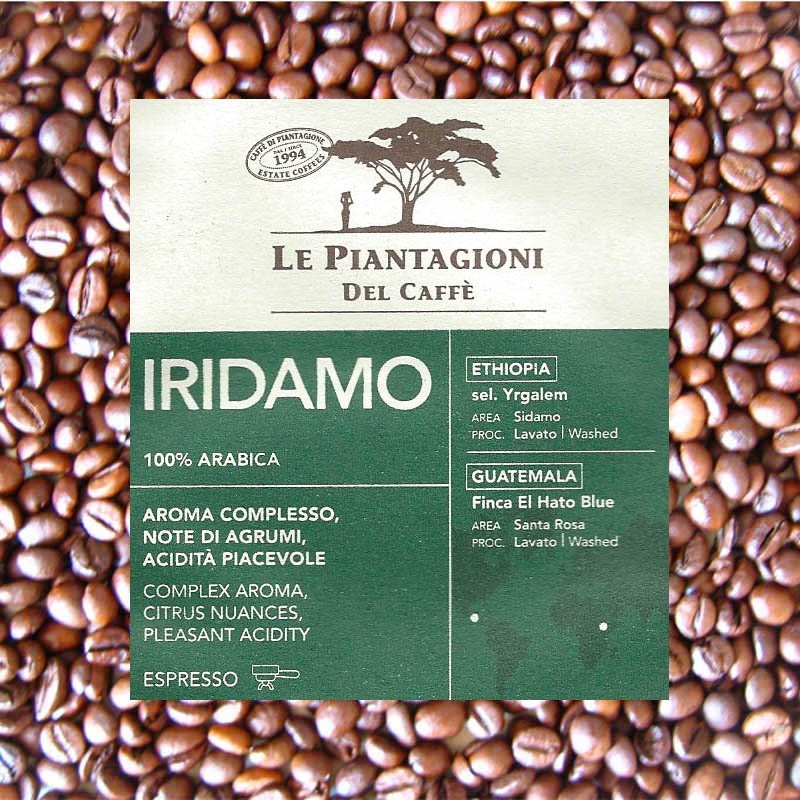 CAFFÈ DI PIANTAGIONE
DAL / SINCE
1994
ESTATE COFFEES
LE PIANTAGIONI
DEL CAFFÈ
IRIDAMO
100% ARABICA
AROMA COMPLESSO,
NOTE DI AGRUMI,
ACIDITÀ PIACEVOLE
COMPLEX AROMA,
CITRUS NUANCES,
PLEASANT ACIDITY
ESPRESSO
ETHIOPIA
sel. Yrgalem
AREA Sidamo
PROC. Lavato | Washed
GUATEMALA
Finca El Hato Blue
AREA Santa Rosa
PROC. Lavato | Washed